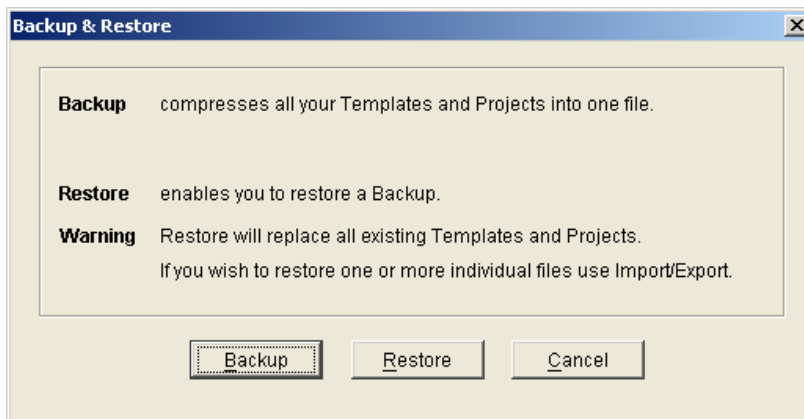 Backup & Restore
Backup compresses all your Templates and Projects into one file.
Restore enables you to restore a Backup.
Warning Restore will replace all existing Templates and Projects.
If you wish to restore one or more individual files use Import/Export.
Backup Restore Cancel